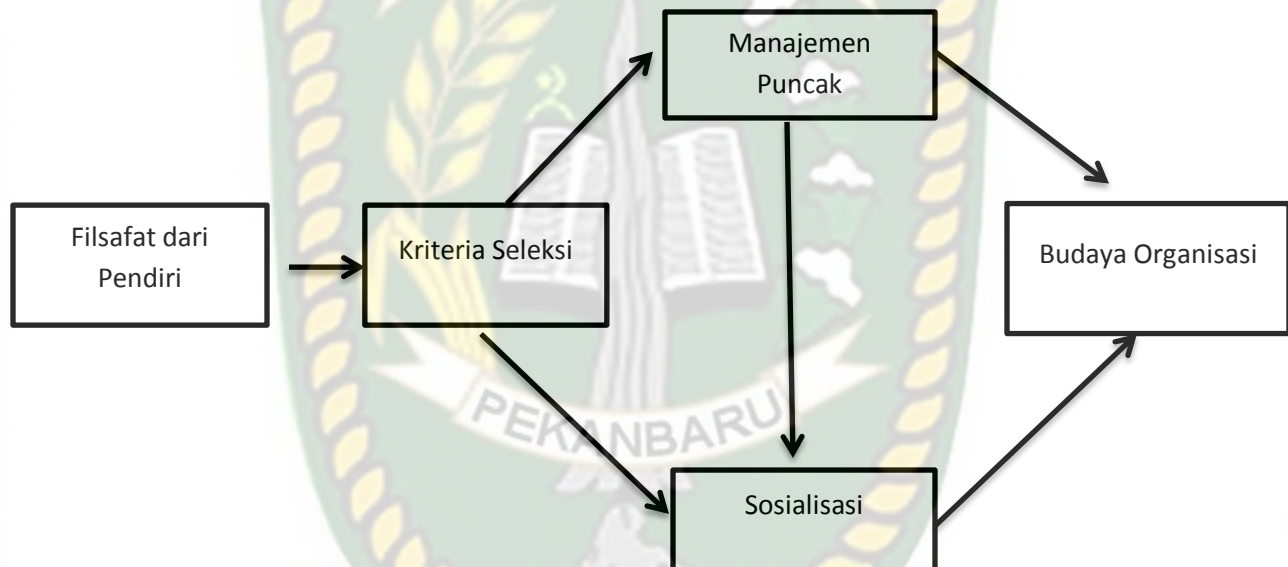 Manajemen
Puncak
Filsafat dari
Pendiri
Kriteria Seleksi
Budaya Organisasi
PEKANBARU
Sosialisasi